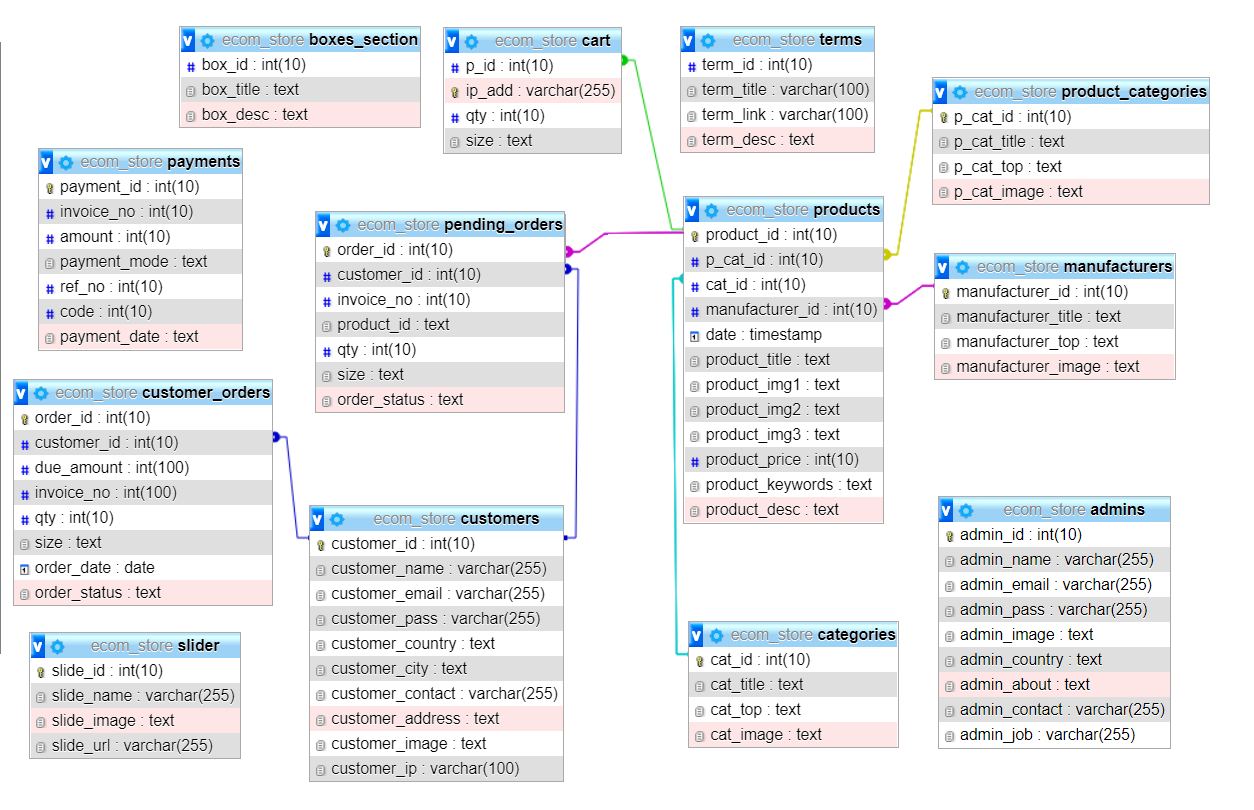 v ecom_store boxes_section
box_id : int(10)
box_title : text
box_desc : text
v ecom_store cart
p_id : int(10)
ip_add : varchar(255)
qty : int(10)
size : text
v ecom_store terms
term_id : int(10)
term_title : varchar(100)
term_link : varchar(100)
term_desc : text
v ecom_store product_categories
p_cat_id : int(10)
p_cat_title : text
p_cat_top : text
p_cat_image : text
v ecom_store payments
payment_id : int(10)
invoice_no : int(10)
amount : int(10)
payment_mode : text
ref_no : int(10)
code : int(10)
payment_date : text
v ecom_store pending_orders
order_id : int(10)
customer_id : int(10)
invoice_no : int(10)
product_id : text
qty : int(10)
size : text
order_status : text
v ecom_store products
product_id : int(10)
p_cat_id : int(10)
cat_id : int(10)
manufacturer_id : int(10)
date : timestamp
product_title : text
product_img1 : text
product_img2 : text
product_img3 : text
product_price : int(10)
product_keywords : text
product_desc : text
v ecom_store manufacturers
manufacturer_id : int(10)
manufacturer_title : text
manufacturer_top : text
manufacturer_image : text
v ecom_store customer_orders
order_id : int(10)
customer_id : int(10)
due_amount : int(100)
invoice_no : int(100)
qty : int(10)
size : text
order_date : date
order_status : text
v ecom_store customers
customer_id : int(10)
customer_name : varchar(255)
customer_email : varchar(255)
customer_pass : varchar(255)
customer_country : text
customer_city : text
customer_contact : varchar(255)
customer_address : text
customer_image : text
customer_ip : varchar(100)
v ecom_store admins
admin_id : int(10)
admin_name : varchar(255)
admin_email : varchar(255)
admin_pass : varchar(255)
admin_image : text
admin_country : text
admin_about : text
admin_contact : varchar(255)
admin_job : varchar(255)
v ecom_store slider
slide_id : int(10)
slide_name : varchar(255)
slide_image : text
slide_url : varchar(255)
v ecom_store categories
cat_id : int(10)
cat_title : text
cat_top : text
cat_image : text